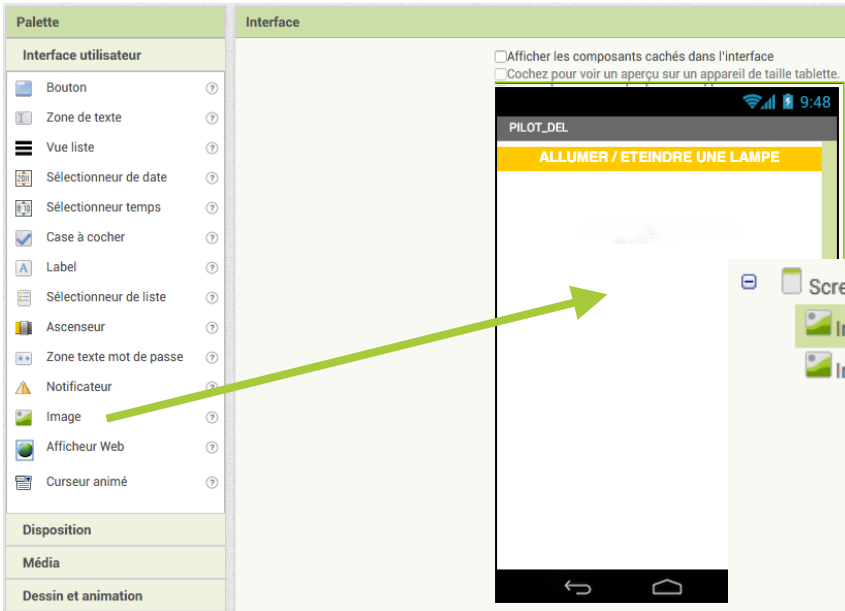 Palette
Interface utilisateur
Bouton
Zone de texte
Vue liste
Sélectionneur de date
Sélectionneur temps
Case à cocher
Label
Sélectionneur de liste
Ascenseur
Zone texte mot de passe
Notificateur
Image
Afficheur Web
Curseur animé
Disposition
Média
Dessin et animation
Interface
Afficher les composants cachés dans l'interface
Cochez pour voir un aperçu sur un appareil de taille tablette.
9:48
PILOT_DEL
ALLUMER / ETEINDRE UNE LAMPE
Scre